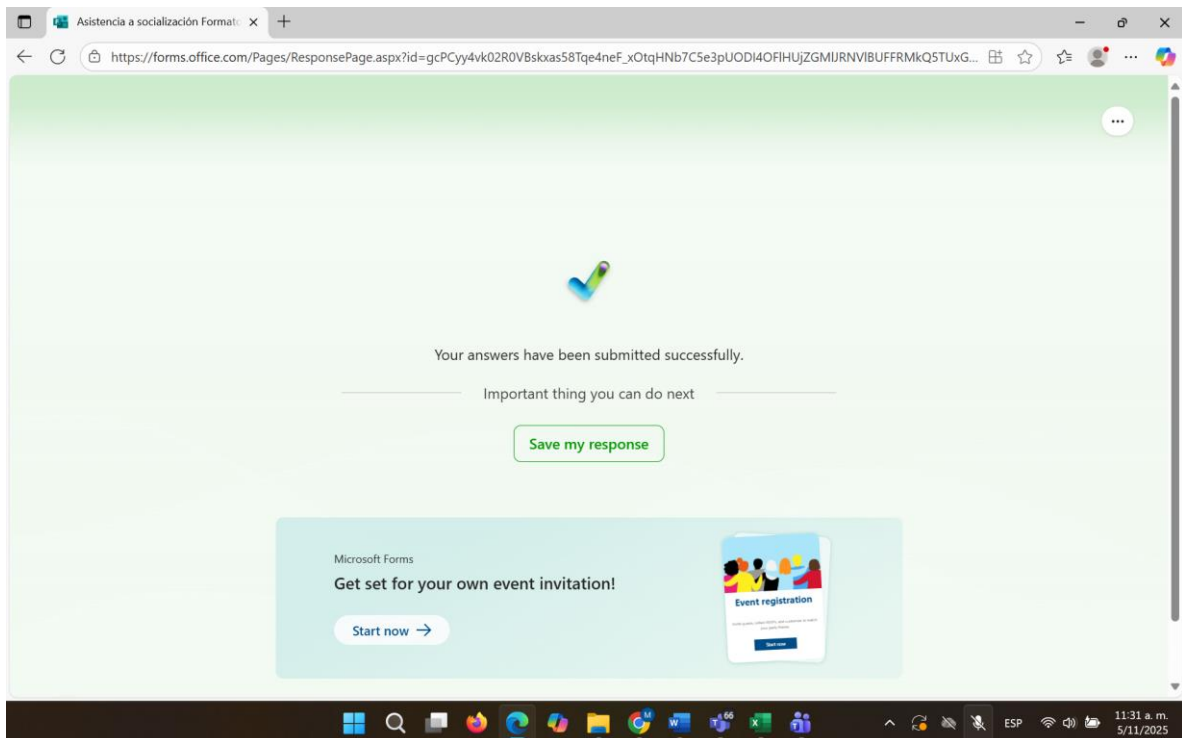 Asistencia a socialización Formato
https://forms.office.com/Pages/ResponsePage.aspx?id=gcPCyy4vk02R0VBskxas58Tqe4neF_xOtqHNb7C5e3pUODI4OFlHUjZGMlJRNVlBUFFRMkQ5TUxG...
Your answers have been submitted successfully.
Important thing you can do next
Save my response
Microsoft Forms
Get set for your own event invitation!
Start now →
Event registration
Start now
66
ESP
11:31 a. m.
5/11/2025